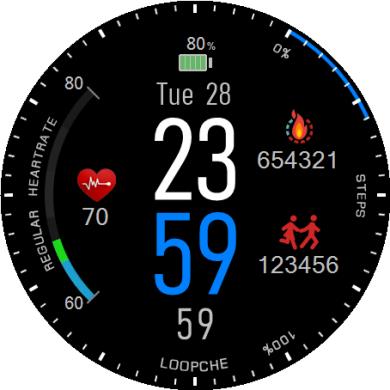 80%
0%
Tue 28
80
23
654321
REGULAR HEARTRATE
70
STEPS
59
123456
60
59
100%
LOOPCHE